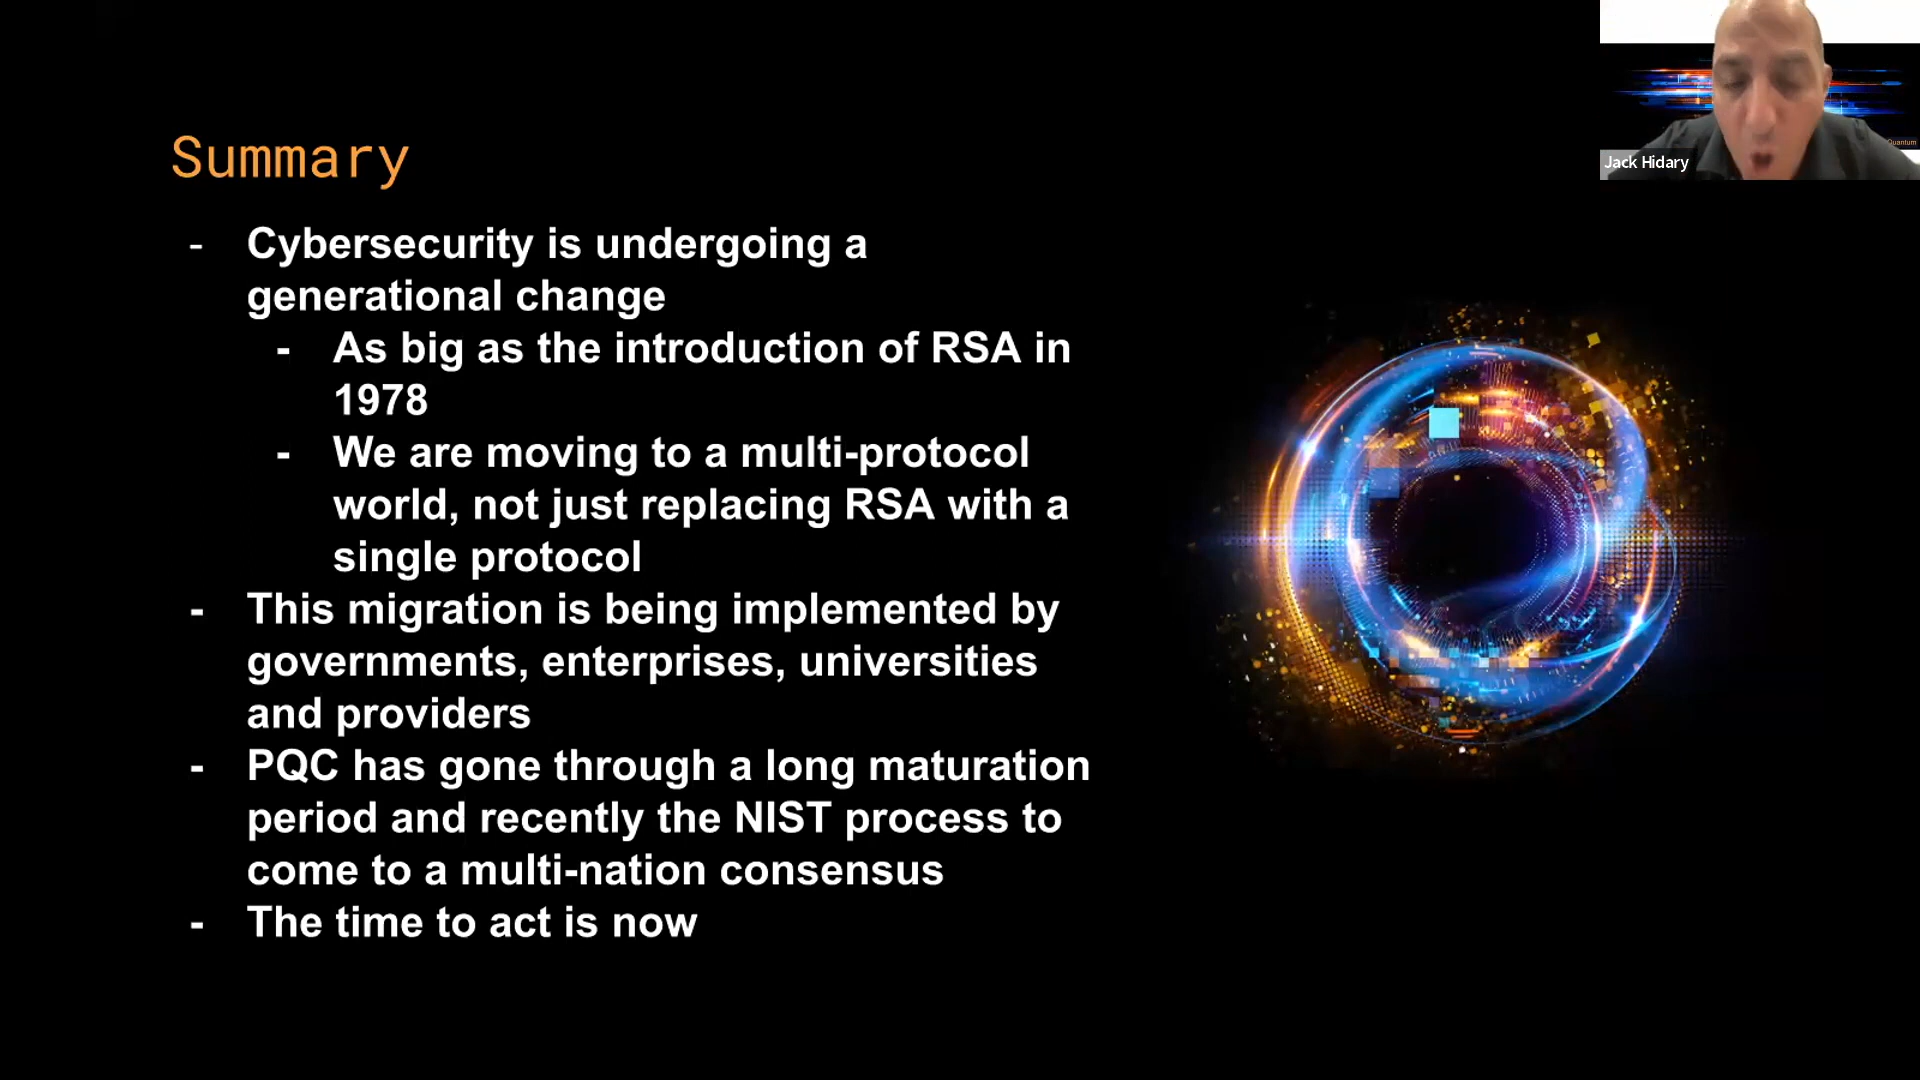 Summary
- Cybersecurity is undergoing a
generational change
- As big as the introduction of RSA in
1978
- We are moving to a multi-protocol
world, not just replacing RSA with a
single protocol
- This migration is being implemented by
governments, enterprises, universities
and providers
- PQC has gone through a long maturation
period and recently the NIST process to
come to a multi-nation consensus
- The time to act is now
Jack Hidary
Quantum